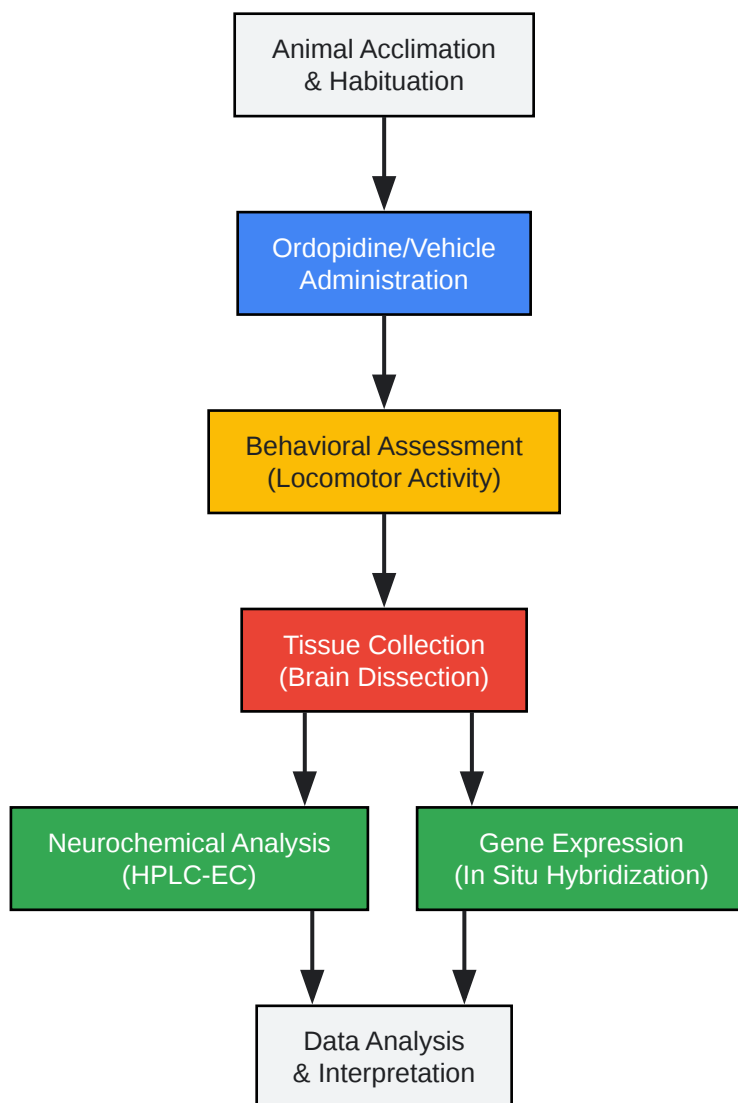 Animal Acclimation
& Habituation
Ordopidine/Vehicle
Administration
Behavioral Assessment
(Locomotor Activity)
Tissue Collection
(Brain Dissection)
Neurochemical Analysis
(HPLC-EC)
Gene Expression
(In Situ Hybridization)
Data Analysis
& Interpretation